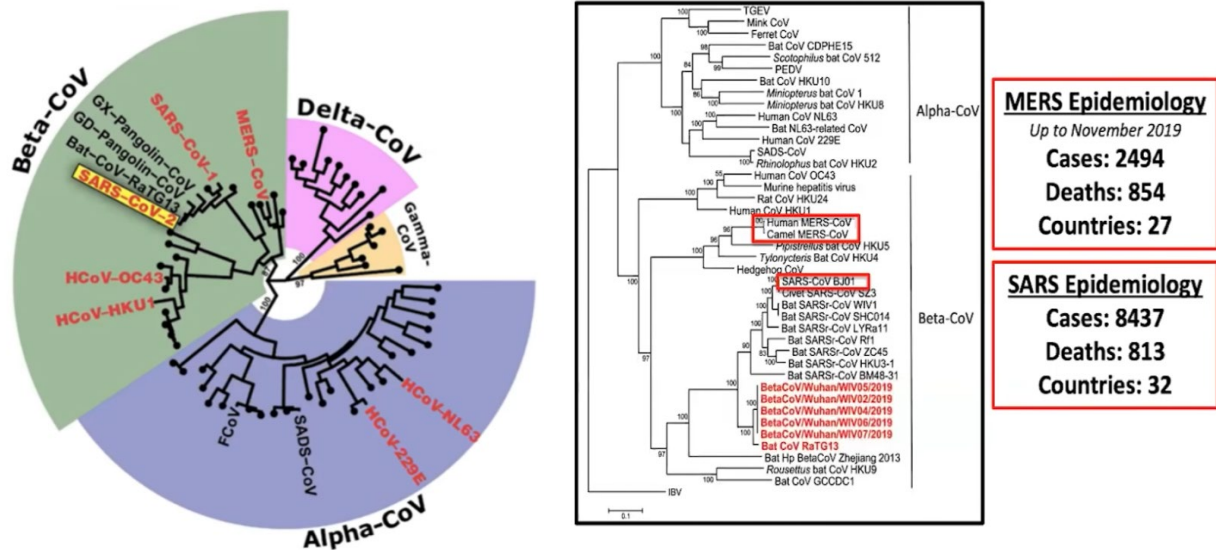 Beta-CoV
GX-Pangolin-CoV
GD-Pangolin-CoV
Bat-CoV-RaTG13
SARS-CoV-2
SARS-CoV-1
MERS-CoV
HCoV-OC43
HCoV-HKU1
Delta-CoV
Gamma-
CoV
97
100
97
100
FCoV
SADS-CoV
HCoV-229E
HCoV-NL63
Alpha-CoV
TGEV
Mink CoV
Ferret CoV
Bat CoV CDPHE15
Scotophilus bat CoV 512
PEDV
Bat CoV HKU10
Miniopterus bat CoV 1
Miniopterus bat CoV HKU8
Human CoV NL63
Bat NL63-related CoV
Human CoV 229E
SADS-CoV
Rhinolophus bat CoV HKU2
Human CoV OC43
Murine hepatitis virus
Rat CoV HKU24
Human CoV HKU1
Human MERS-CoV
Camel MERS-CoV
Pipistrellus bat CoV HKU5
Tylonycteris Bat CoV HKU4
Hedgehog CoV
SARS-CoV BJ01
Civet SARS-CoV SZ3
Bat SARSr-CoV WIV1
Bat SARSr-CoV SHC014
Bat SARSr-CoV LYRa11
Bat SARSr-CoV Rf1
Bat SARSr-CoV ZC45
Bat SARSr-CoV HKU3-1
Bat SARSr-CoV BM48-31
BetaCoV/Wuhan/WIV05/2019
BetaCoV/Wuhan/WIV02/2019
BetaCoV/Wuhan/WIV04/2019
BetaCoV/Wuhan/WIV06/2019
BetaCoV/Wuhan/WIV07/2019
Bat CoV RaTG13
Bat Hp BetaCoV Zhejiang 2013
Rousettus bat CoV HKU9
Bat CoV GCCDC1
IBV
0.1
Alpha-CoV
Beta-CoV
MERS Epidemiology
Up to November 2019
Cases: 2494
Deaths: 854
Countries: 27
SARS Epidemiology
Cases: 8437
Deaths: 813
Countries: 32